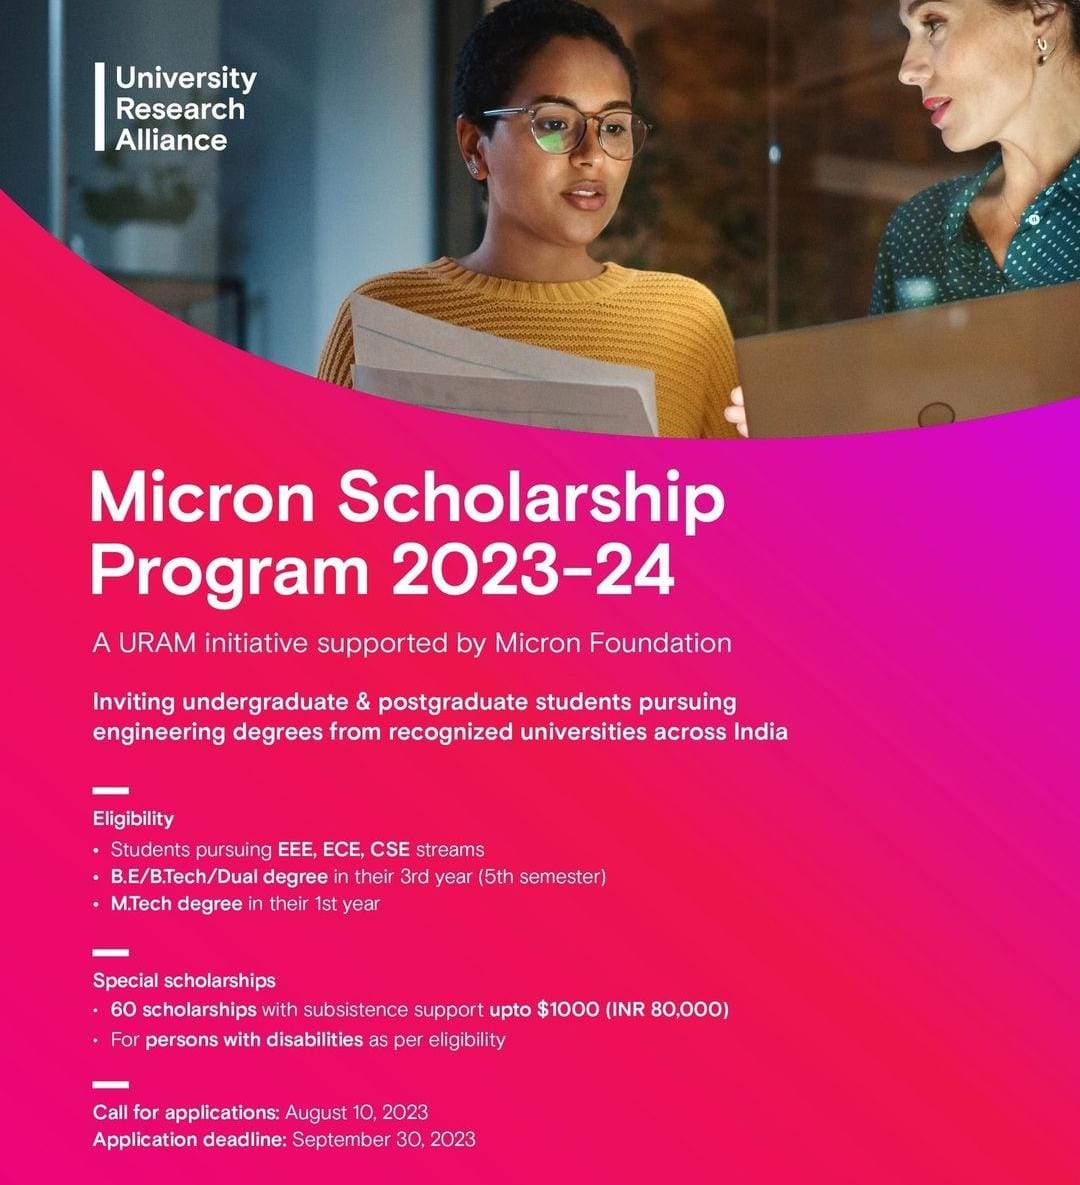 University
Research
Alliance
Micron Scholarship
Program 2023-24
A URAM initiative supported by Micron Foundation
Inviting undergraduate & postgraduate students pursuing
engineering degrees from recognized universities across India
Eligibility
• Students pursuing EEE, ECE, CSE streams
• B.E/B.Tech/Dual degree in their 3rd year (5th semester)
• M.Tech degree in their 1st year
Special scholarships
• 60 scholarships with subsistence support upto $1000 (INR 80,000)
• For persons with disabilities as per eligibility
Call for applications: August 10, 2023
Application deadline: September 30, 2023